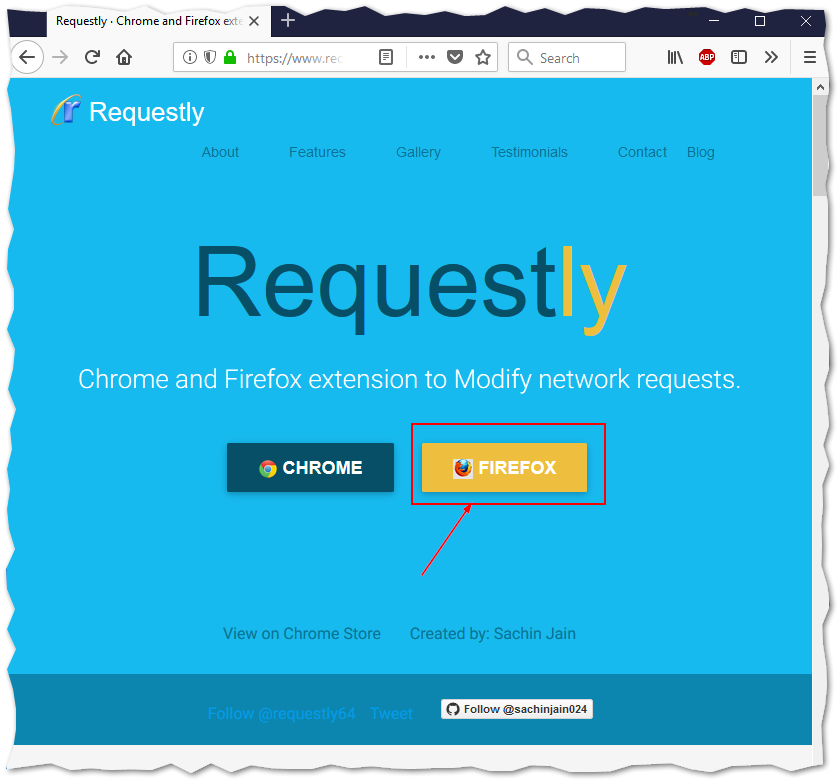 Requestly · Chrome and Firefox exte
https://www.rec
Search
ABP
Requestly
About Features Gallery Testimonials Contact Blog
Requestly
Chrome and Firefox extension to Modify network requests.
CHROME FIREFOX
View on Chrome Store Created by: Sachin Jain
Follow @requestly64 Tweet Follow @sachinjain024